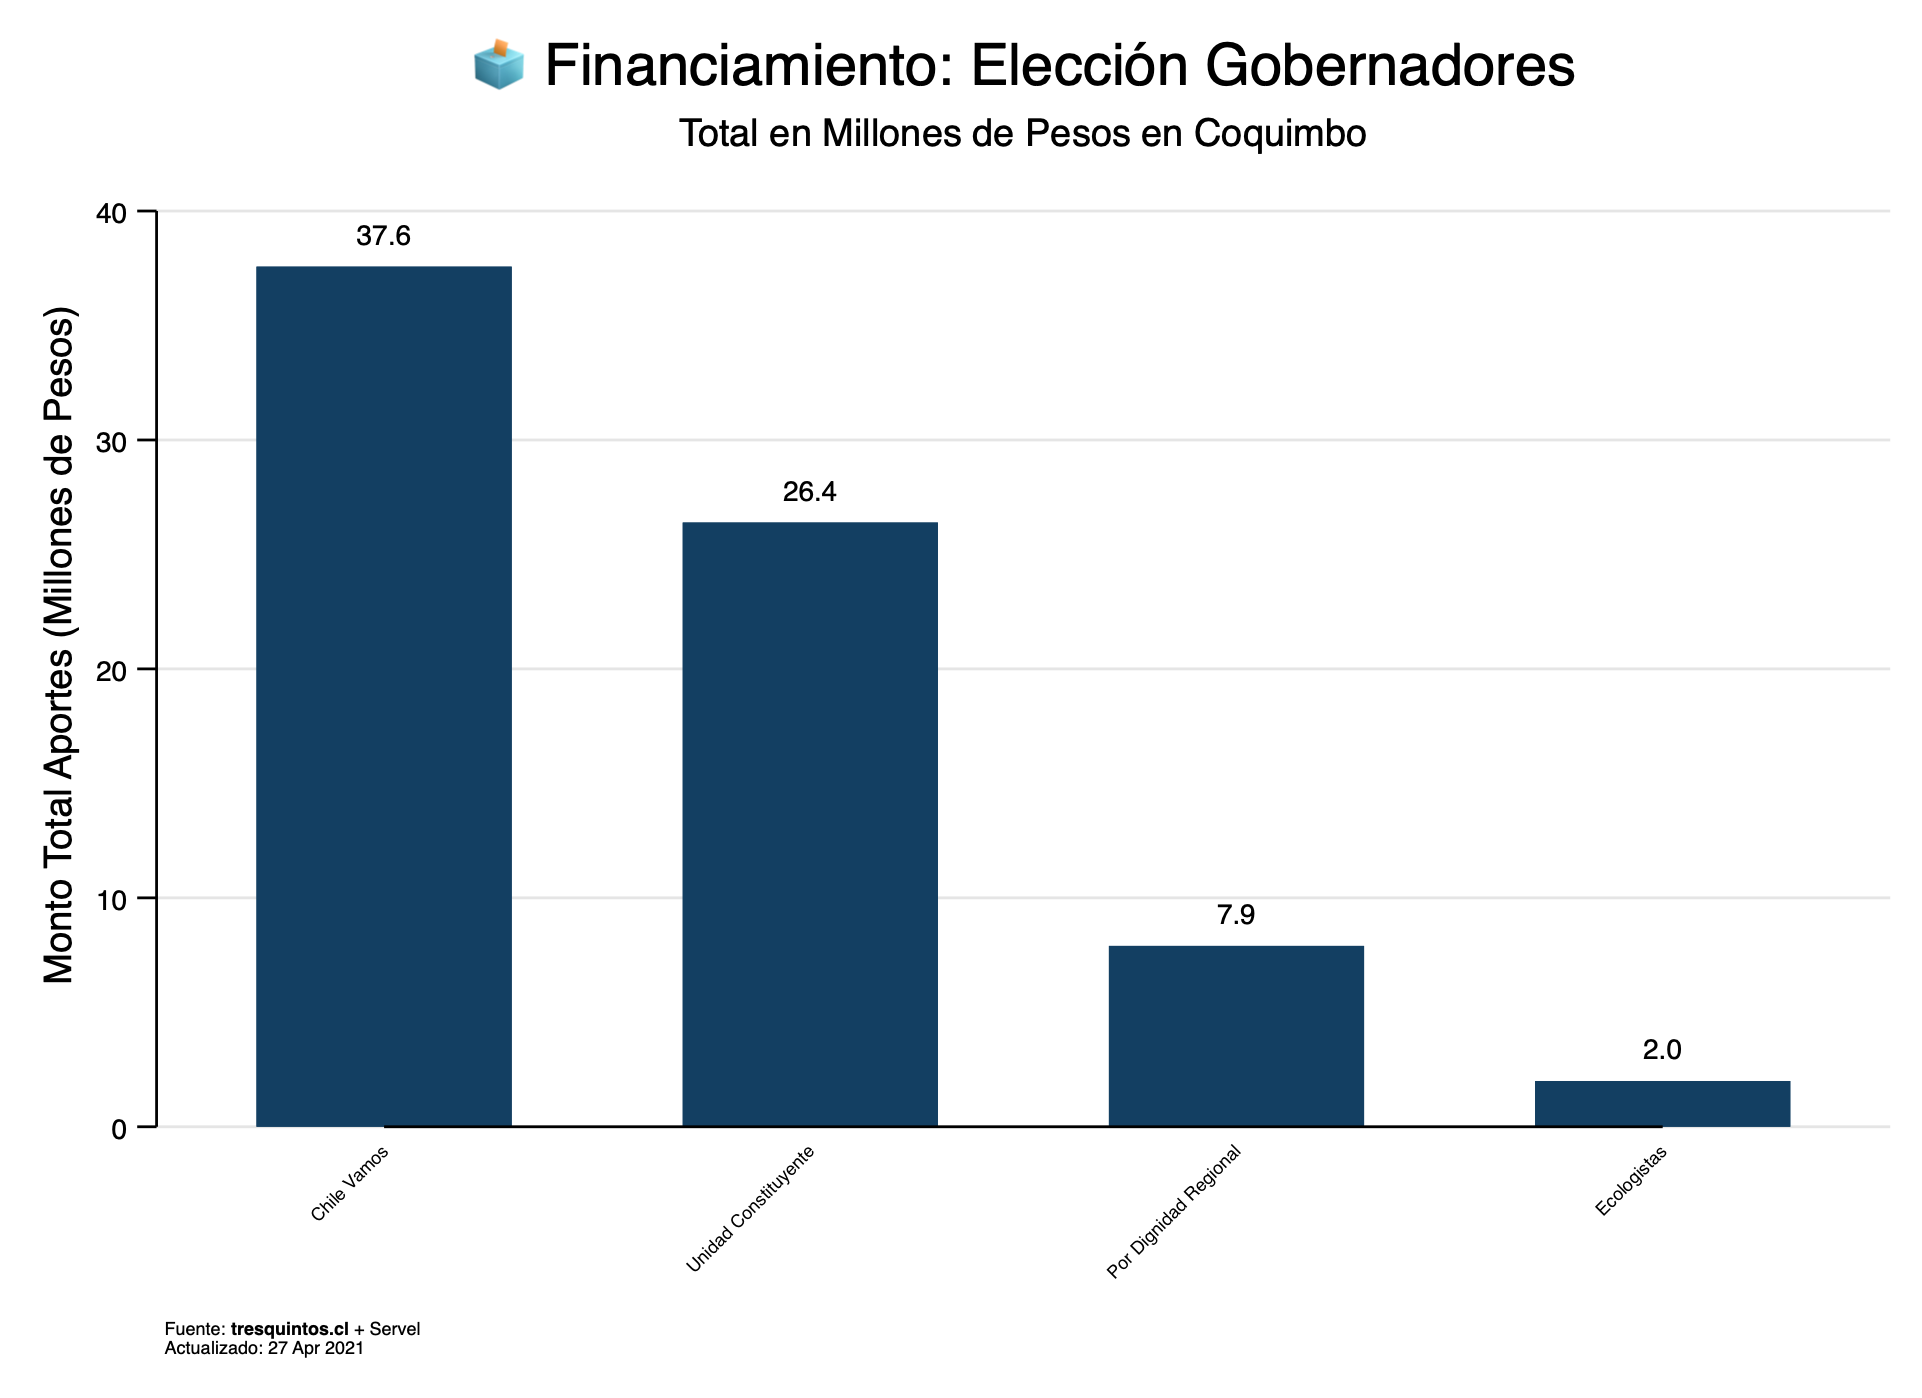 Financiamiento: Elección Gobernadores
Total en Millones de Pesos en Coquimbo
Monto Total Aportes (Millones de Pesos)
40
30
20
10
0
37.6
26.4
7.9
2.0
Chile Vamos
Unidad Constituyente
Por Dignidad Regional
Ecologistas
Fuente: tresquintos.cl + Servel
Actualizado: 27 Apr 2021